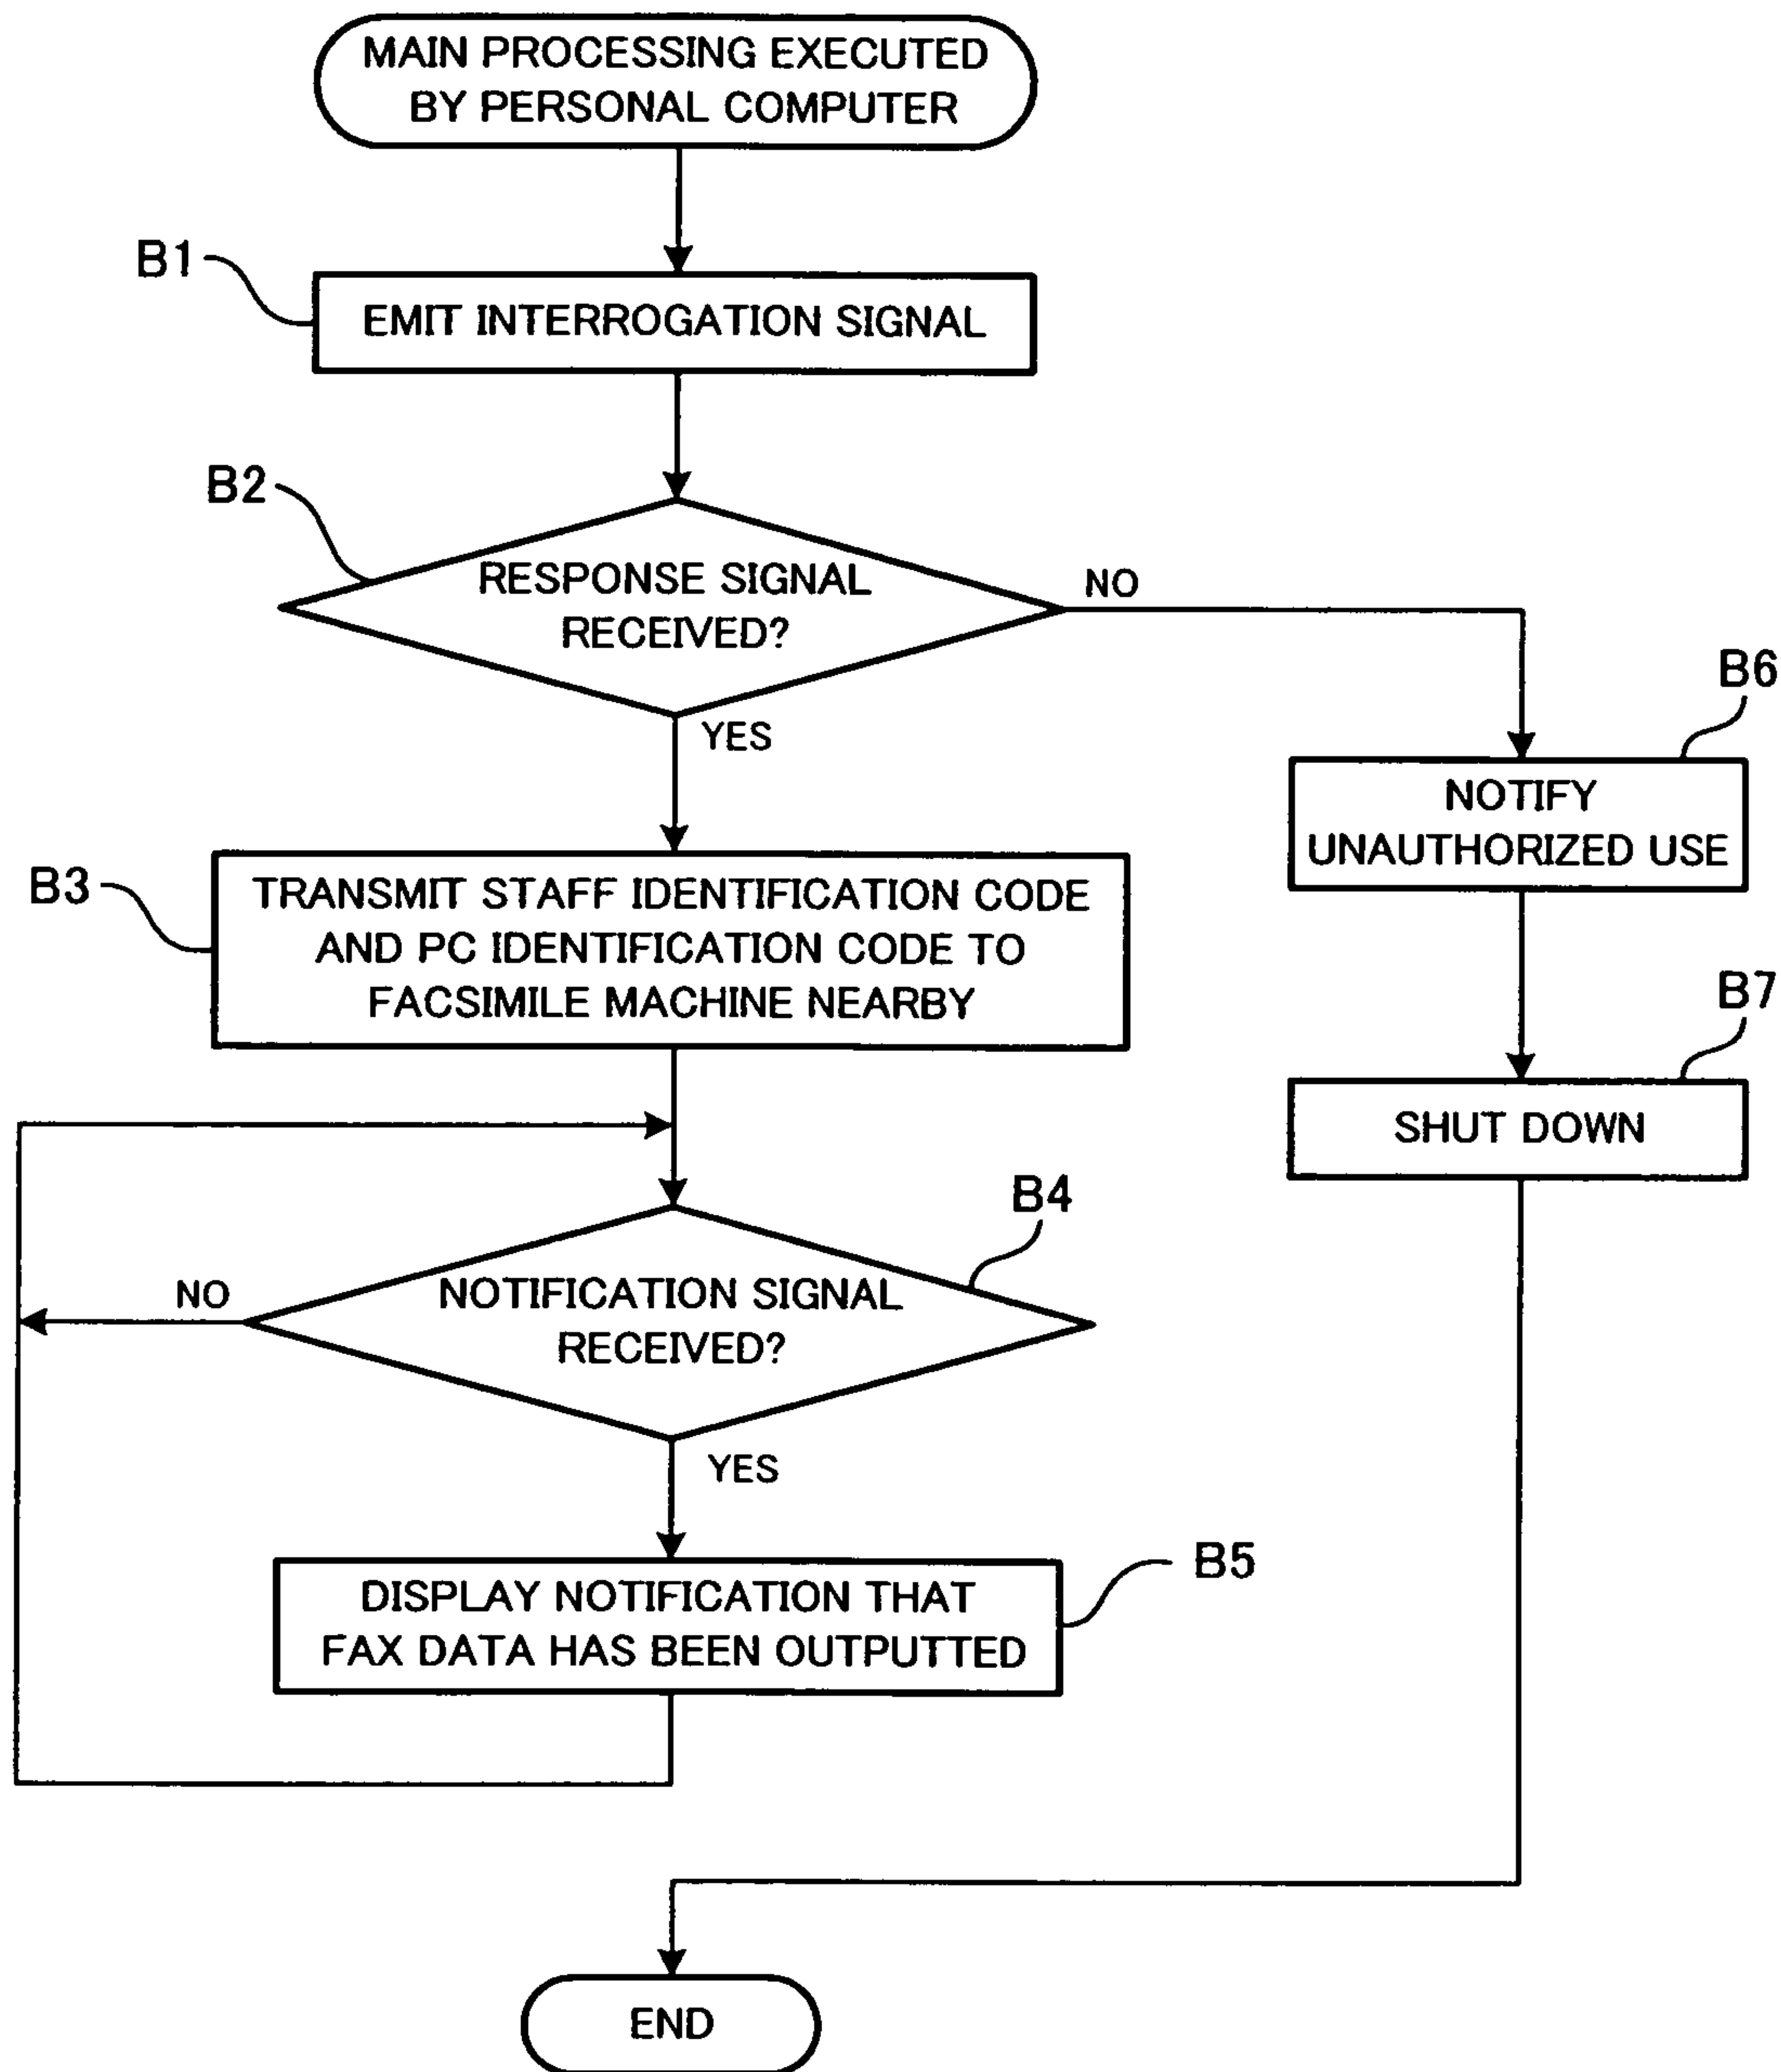 MAIN PROCESSING EXECUTED
BY PERSONAL COMPUTER
B1
EMIT INTERROGATION SIGNAL
B2
RESPONSE SIGNAL
RECEIVED?
NO
YES
B6
NOTIFY
UNAUTHORIZED USE
B3
TRANSMIT STAFF IDENTIFICATION CODE
AND PC IDENTIFICATION CODE TO
FACSIMILE MACHINE NEARBY
B7
SHUT DOWN
B4
NOTIFICATION SIGNAL
RECEIVED?
NO
YES
B5
DISPLAY NOTIFICATION THAT
FAX DATA HAS BEEN OUTPUTTED
END